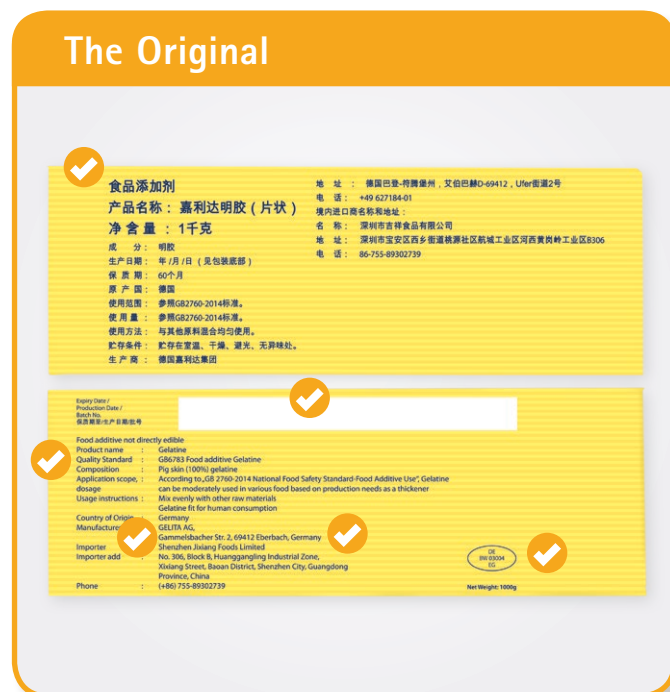 The Original
食品添加剂
产品名称： 嘉利达明胶（片状）
净 含 量 ： 1千克
成 分： 明胶
生产日期： 年 /月 /日 （见包装底部）
保 质 期： 60个月
原 产 国： 德国
使用范围： 参照GB2760-2014标准。
使 用 量 ： 参照GB2760-2014标准。
使用方法： 与其他原料混合均匀使用。
贮存条件： 贮存在室温、干燥、避光、无异味处。
生 产 商 ： 德国嘉利达集团
地 址 ： 德国巴登-符腾堡州，艾伯巴赫D-69412，Ufer街道2号
电 话： +49 627184-01
境内进口商名称和地址：
名 称： 深圳市吉祥食品有限公司
地 址： 深圳市宝安区西乡街道桃源社区航城工业区河西黄岗岭工业区B306
电 话： 86-755-89302739
Expiry Date /
Production Date /
Batch No.
保质期至/生产日期/批号
Food additive not directly edible
Product name : Gelatine
Quality Standard : GB6783 Food additive Gelatine
Composition : Pig skin (100%) gelatine
Application scope, : According to„GB 2760-2014 National Food Safety Standard-Food Additive Use", Gelatine
dosage can be moderately used in various food based on production needs as a thickener
Usage instructions : Mix evenly with other raw materials
Gelatine fit for human consumption
Country of Origin : Germany
Manufacturer GELITA AG,
Gammelsbacher Str. 2, 69412 Eberbach, Germany
Importer Shenzhen Jixiang Foods Limited
Importer add : No. 306, Block B, Huanggangling Industrial Zone,
Xixiang Street, Baoan District, Shenzhen City, Guangdong
Province, China
Phone : (+86) 755-89302739
DE
BW 03004
EG
Net Weight: 1000g